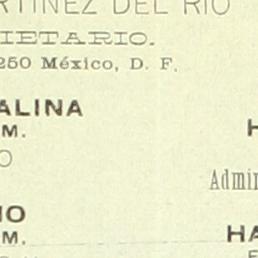 RTINEZ DEL RIO
IETARIO.
250 México, D. F.
ALINA
M.
O
H
Admin
IO
M.
HA